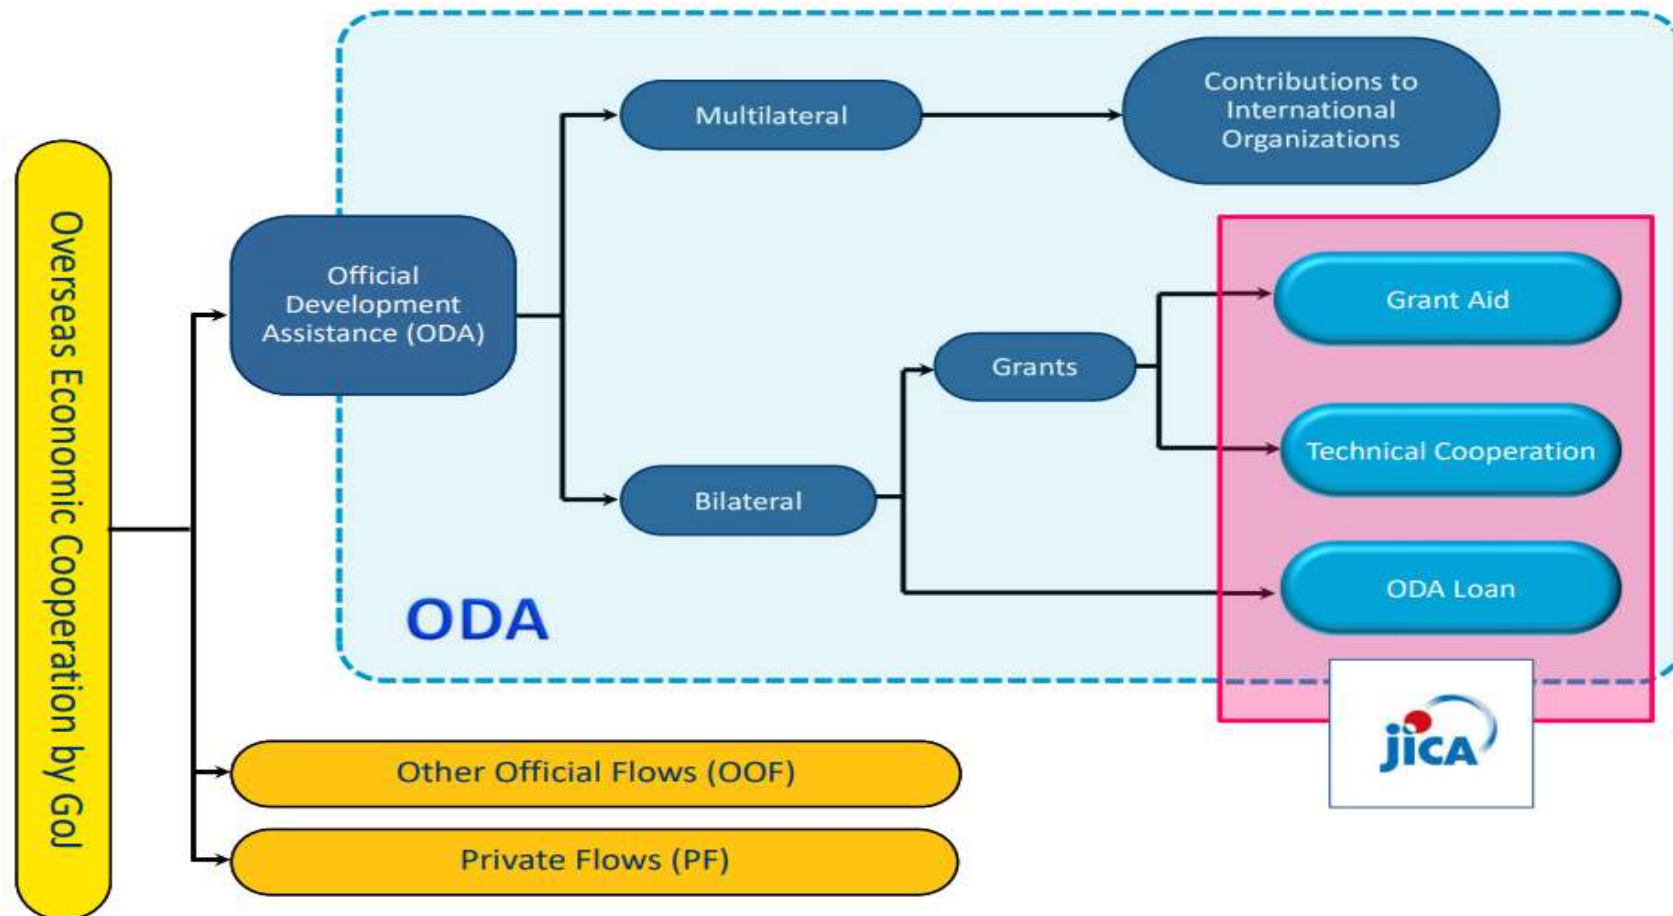 Overseas Economic Cooperation by GoJ
Official
Development
Assistance (ODA)
Multilateral
Contributions to
International
Organizations
Bilateral
Grants
Grant Aid
Technical Cooperation
ODA Loan
ODA
jICA
Other Official Flows (OOF)
Private Flows (PF)